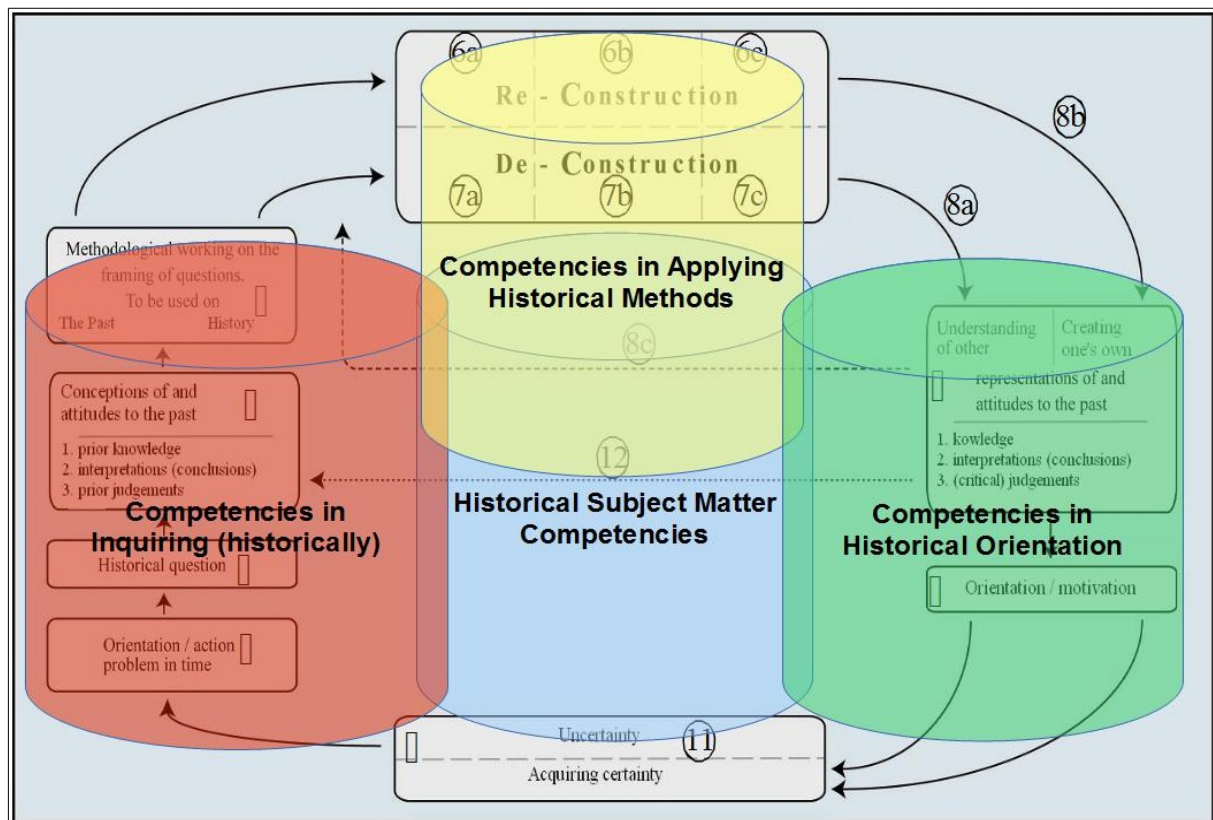 6a 6b 6c
Re - Construction
De - Construction
7a 7b 7c
8b
8a
Methodological working on the
framing of questions.
To be used on
The Past History
Competencies in Applying
Historical Methods
8c
Understanding
of other
Creating
one's own
representations of and
attitudes to the past
1. kowledge
2. interpretations (conclusions)
3. (critical) judgements
Conceptions of and
attitudes to the past
1. prior knowledge
2. interpretations (conclusions)
3. prior judgements
12
Competencies in
Inquiring (historically)
Historical Subject Matter
Competencies
Competencies in
Historical Orientation
Historical question
Orientation / motivation
Orientation / action
problem in time
Uncertainty 11
Acquiring certainty